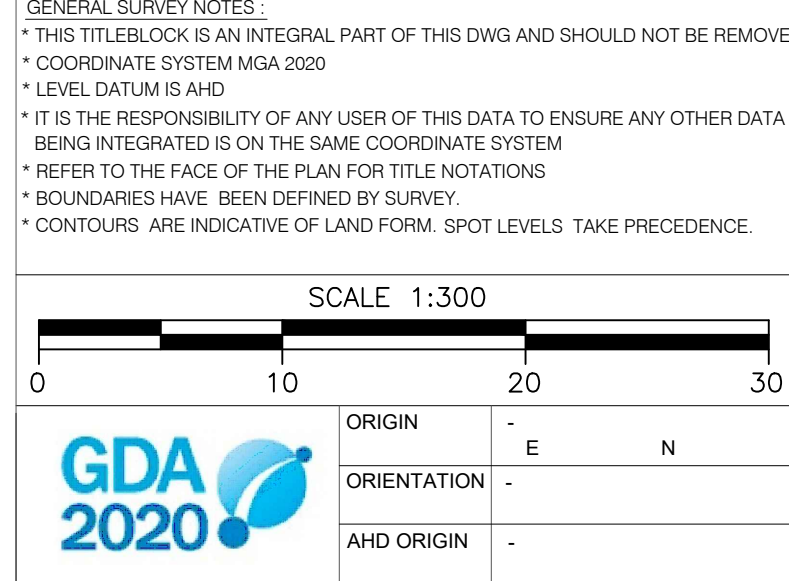 GENERAL SURVEY NOTES :
* THIS TITLEBLOCK IS AN INTEGRAL PART OF THIS DWG AND SHOULD NOT BE REMOVE
* COORDINATE SYSTEM MGA 2020
* LEVEL DATUM IS AHD
* IT IS THE RESPONSIBILITY OF ANY USER OF THIS DATA TO ENSURE ANY OTHER DATA
BEING INTEGRATED IS ON THE SAME COORDINATE SYSTEM
* REFER TO THE FACE OF THE PLAN FOR TITLE NOTATIONS
* BOUNDARIES HAVE BEEN DEFINED BY SURVEY.
* CONTOURS ARE INDICATIVE OF LAND FORM. SPOT LEVELS TAKE PRECEDENCE.
SCALE 1:300
0 10 20 30
GDA
2020
ORIGIN -
E N
ORIENTATION -
AHD ORIGIN -